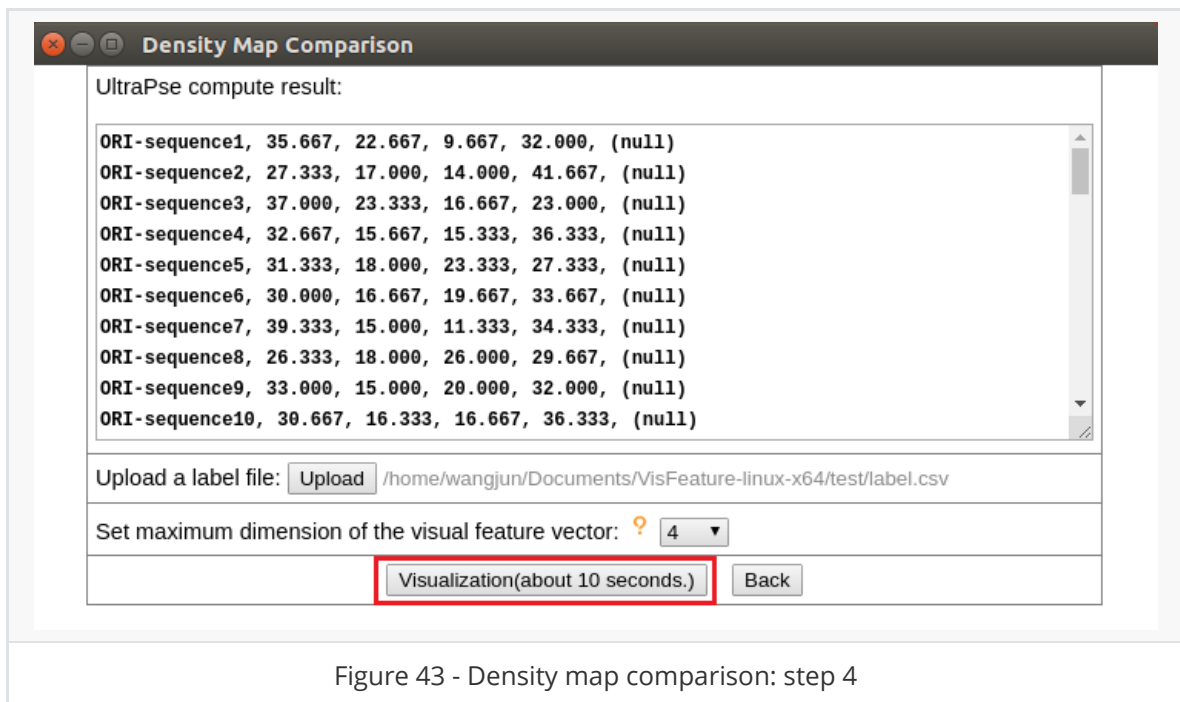 Density Map Comparison
UltraPse compute result:
ORI-sequence1, 35.667, 22.667, 9.667, 32.000, (null)
ORI-sequence2, 27.333, 17.000, 14.000, 41.667, (null)
ORI-sequence3, 37.000, 23.333, 16.667, 23.000, (null)
ORI-sequence4, 32.667, 15.667, 15.333, 36.333, (null)
ORI-sequence5, 31.333, 18.000, 23.333, 27.333, (null)
ORI-sequence6, 30.000, 16.667, 19.667, 33.667, (null)
ORI-sequence7, 39.333, 15.000, 11.333, 34.333, (null)
ORI-sequence8, 26.333, 18.000, 26.000, 29.667, (null)
ORI-sequence9, 33.000, 15.000, 20.000, 32.000, (null)
ORI-sequence10, 30.667, 16.333, 16.667, 36.333, (null)
Upload a label file: Upload /home/wangjun/Documents/VisFeature-linux-x64/test/label.csv
Set maximum dimension of the visual feature vector: ? 4
Visualization(about 10 seconds.) Back
Figure 43 - Density map comparison: step 4